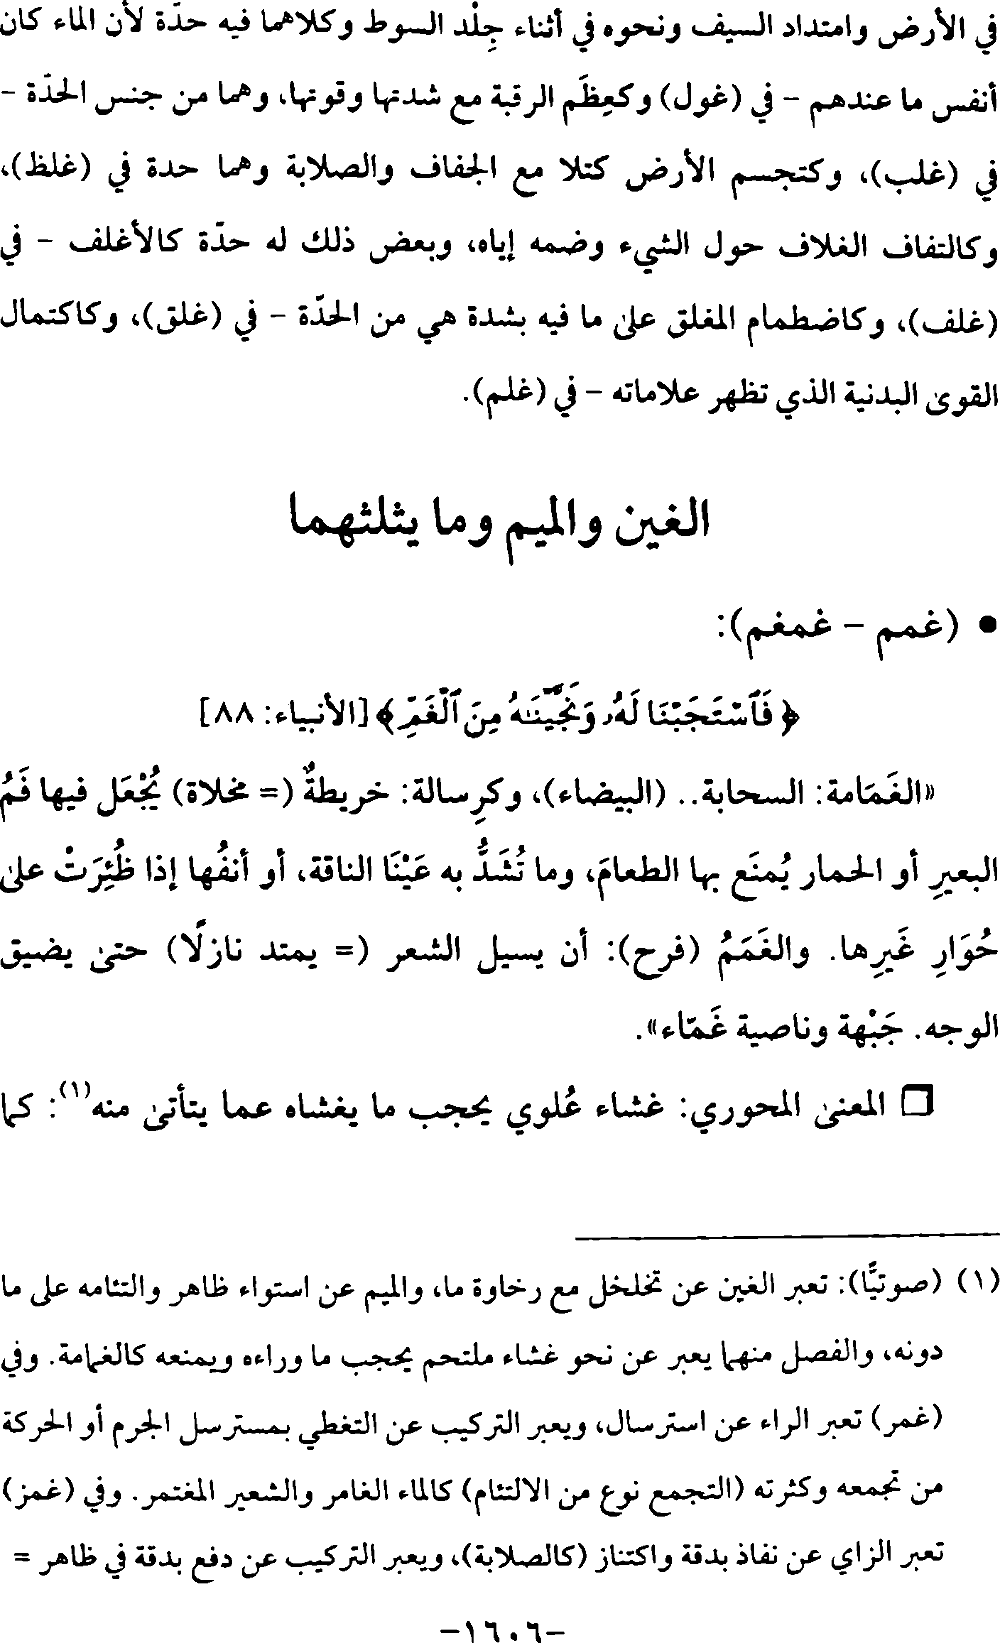 في الأرض وامتداد السيف ونحوه في أثناء جِلْد السوط وكلاهما فيه حدّة لأن الماء كان
أنفس ما عندهم - في (غول) وكعِظَم الرقبة مع شدتها وقوتها، وهما من جنس الحدّة -
في (غلب)، وكتجسم الأرض كتلا مع الجفاف والصلابة وهما حدة في (غلظ)،
وكالتفاف الغلاف حول الشيء وضمه إياه، وبعض ذلك له حدّة كالأغلف - في
(غلف)، وكاضطمام المغلق على ما فيه بشدة هي من الحدّة - في (غلق)، وكاكتمال
القوى البدنية الذي تظهر علاماته - في (غلم).
الغين والميم وما يثلثهما
• (غمم - غمغم):
﴿ فَٱسْتَجَبْنَا لَهُۥ وَنَجَّيْنَٰهُ مِنَ ٱلْغَمِّ ﴾ [الأنبياء: ٨٨]
«الغَمَامة: السحابة.. (البيضاء)، وكرِسالة: خريطةٌ (= مخلاة) يُجْعَل فيها فَمُ
البعيرِ أو الحمار يُمنَع بها الطعامَ، وما تُشَدُّ به عَيْنَا الناقة، أو أنفُها إذا ظُئِرَتْ على
حُوَارِ غَيرِها. والغَمَمُ (فرح): أن يسيل الشعر (= يمتد نازلًا) حتى يضيق
الوجه. جَبْهة وناصية غَمّاء».
□ المعنى المحوري: غشاء عُلوي يحجب ما يغشاه عما يتأتى منه(١): كما
(١) (صوتيًّا): تعبر الغين عن تخلخل مع رخاوة ما، والميم عن استواء ظاهر والتئامه على ما
دونه، والفصل منهما يعبر عن نحو غشاء ملتحم يحجب ما وراءه ويمنعه كالغمامة. وفي
(غمر) تعبر الراء عن استرسال، ويعبر التركيب عن التغطي بمسترسل الجرم أو الحركة
من تجمعه وكثرته (التجمع نوع من الالتئام) كالماء الغامر والشعير المغتمر. وفي (غمز)
تعبر الزاي عن نفاذ بدقة واكتناز (كالصلابة)، ويعبر التركيب عن دفع بدقة في ظاهر =
-١٦٠٦-